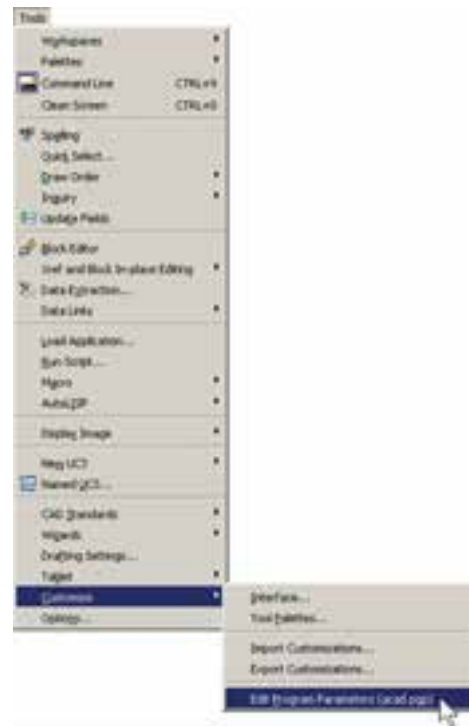 Tools
Workspaces
Palettes
Command Line CTRL+9
Clean Screen CTRL+0
Spelling
Quick Select...
Draw Order
Inquiry
Update Fields
Block Editor
Xref and Block In-place Editing
Data Extraction...
Data Links
Load Application...
Run Script...
Macro
AutoLISP
Display Image
New UCS
Named UCS...
CAD Standards
Wizards
Drafting Settings...
Tablet
Customize
Options...
Interface...
Tool Palettes...
Import Customizations...
Export Customizations...
Edit Program Parameters (acad.pgp)